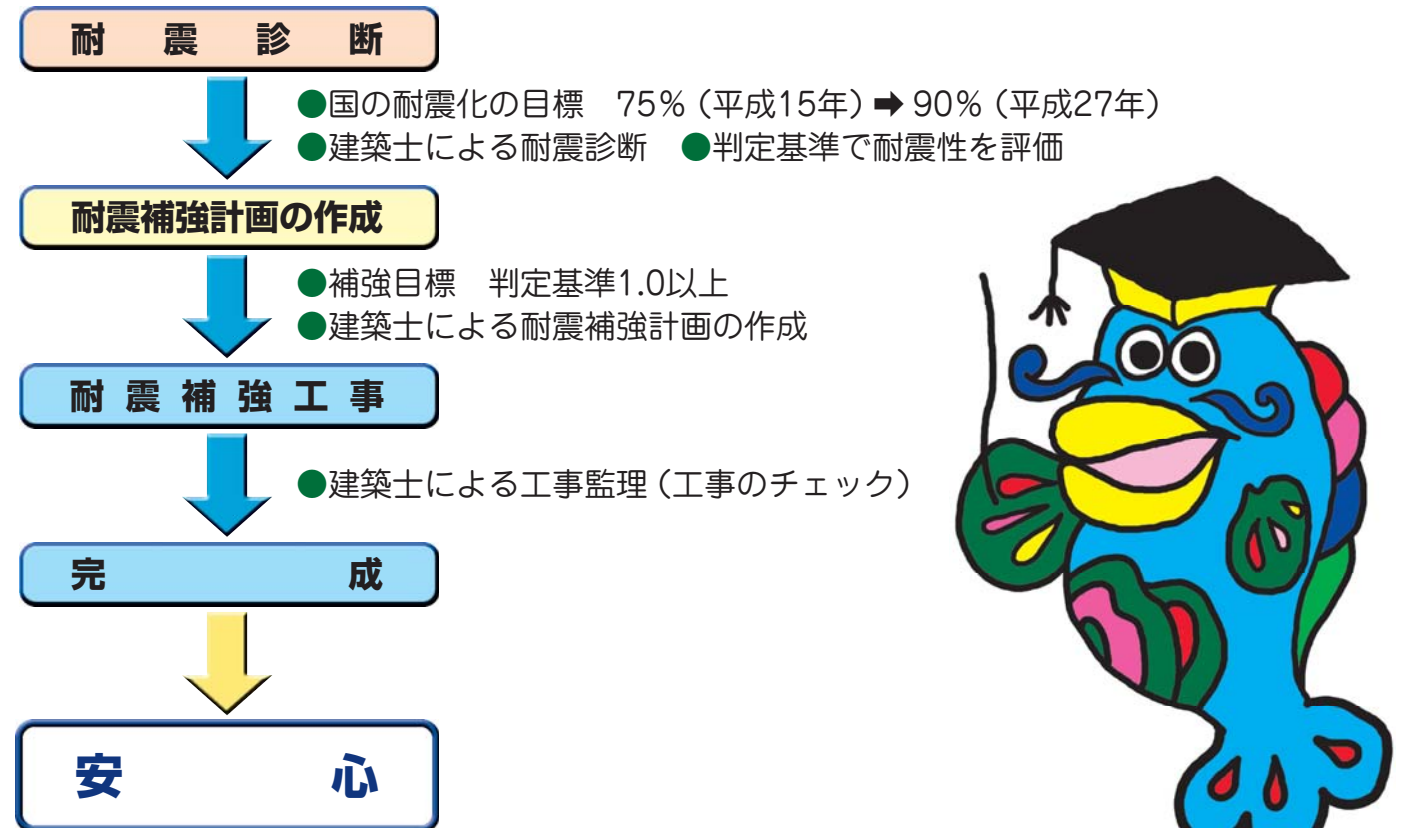 耐震診断
●国の耐震化の目標　75％（平成15年）➡ 90％（平成27年）
●建築士による耐震診断　●判定基準で耐震性を評価
耐震補強計画の作成
●補強目標　判定基準1.0以上
●建築士による耐震補強計画の作成
耐震補強工事
●建築士による工事監理（工事のチェック）
完成
安心